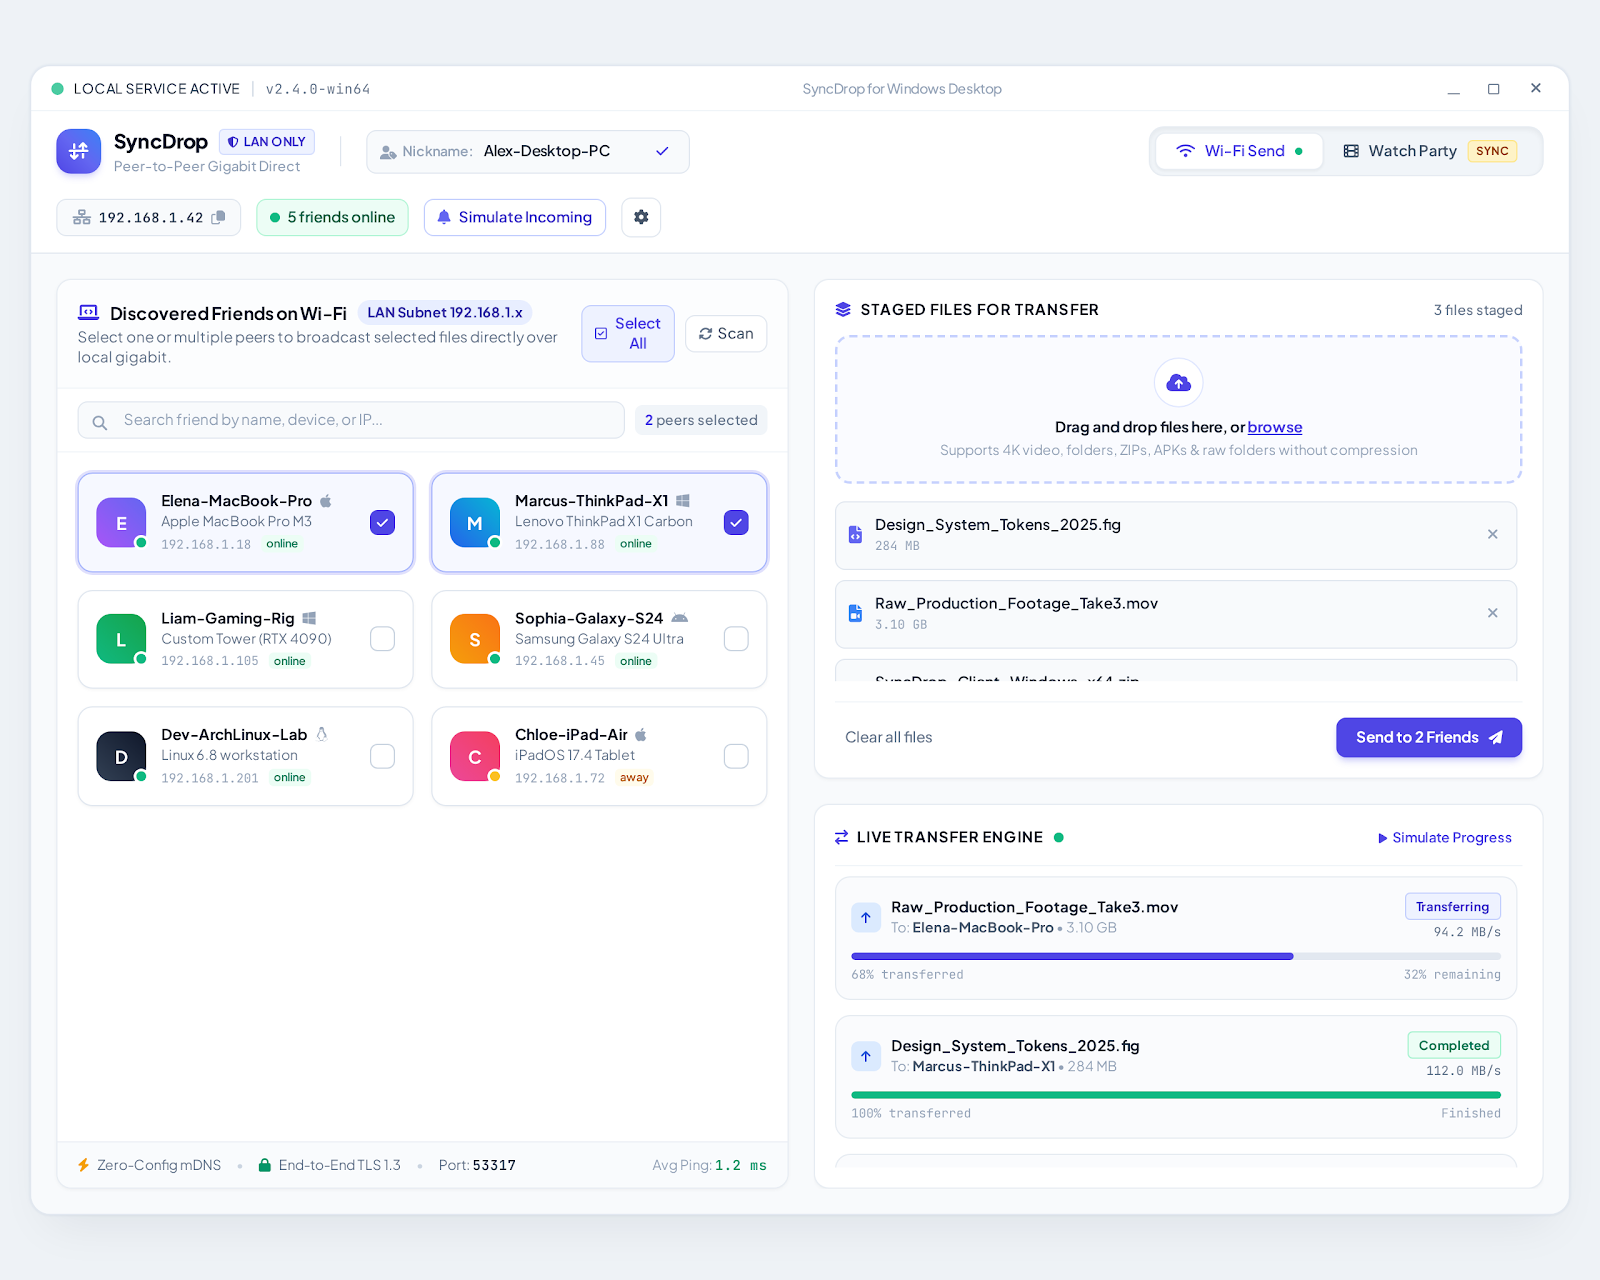 LOCAL SERVICE ACTIVE
v2.4.0-win64
SyncDrop for Windows Desktop
SyncDrop
LAN ONLY
Peer-to-Peer Gigabit Direct
Nickname: Alex-Desktop-PC
Wi-Fi Send
Watch Party
SYNC
192.168.1.42
5 friends online
Simulate Incoming
Discovered Friends on Wi-Fi
LAN Subnet 192.168.1.x
Select one or multiple peers to broadcast selected files directly over
local gigabit.
Select
All
Scan
Search friend by name, device, or IP...
2 peers selected
E
Elena-MacBook-Pro
Apple MacBook Pro M3
192.168.1.18 online
M
Marcus-ThinkPad-X1
Lenovo ThinkPad X1 Carbon
192.168.1.88 online
L
Liam-Gaming-Rig
Custom Tower (RTX 4090)
192.168.1.105 online
S
Sophia-Galaxy-S24
Samsung Galaxy S24 Ultra
192.168.1.45 online
D
Dev-ArchLinux-Lab
Linux 6.8 workstation
192.168.1.201 online
C
Chloe-iPad-Air
iPadOS 17.4 Tablet
192.168.1.72 away
Zero-Config mDNS
End-to-End TLS 1.3
Port: 53317
Avg Ping: 1.2 ms
STAGED FILES FOR TRANSFER
3 files staged
Drag and drop files here, or browse
Supports 4K video, folders, ZIPs, APKs & raw folders without compression
Design_System_Tokens_2025.fig
284 MB
Raw_Production_Footage_Take3.mov
3.10 GB
SyncDrop_Client_Windows_x64.zip
Clear all files
Send to 2 Friends
LIVE TRANSFER ENGINE
Simulate Progress
Raw_Production_Footage_Take3.mov
Transferring
To: Elena-MacBook-Pro • 3.10 GB
94.2 MB/s
68% transferred
32% remaining
Design_System_Tokens_2025.fig
Completed
To: Marcus-ThinkPad-X1 • 284 MB
112.0 MB/s
100% transferred
Finished